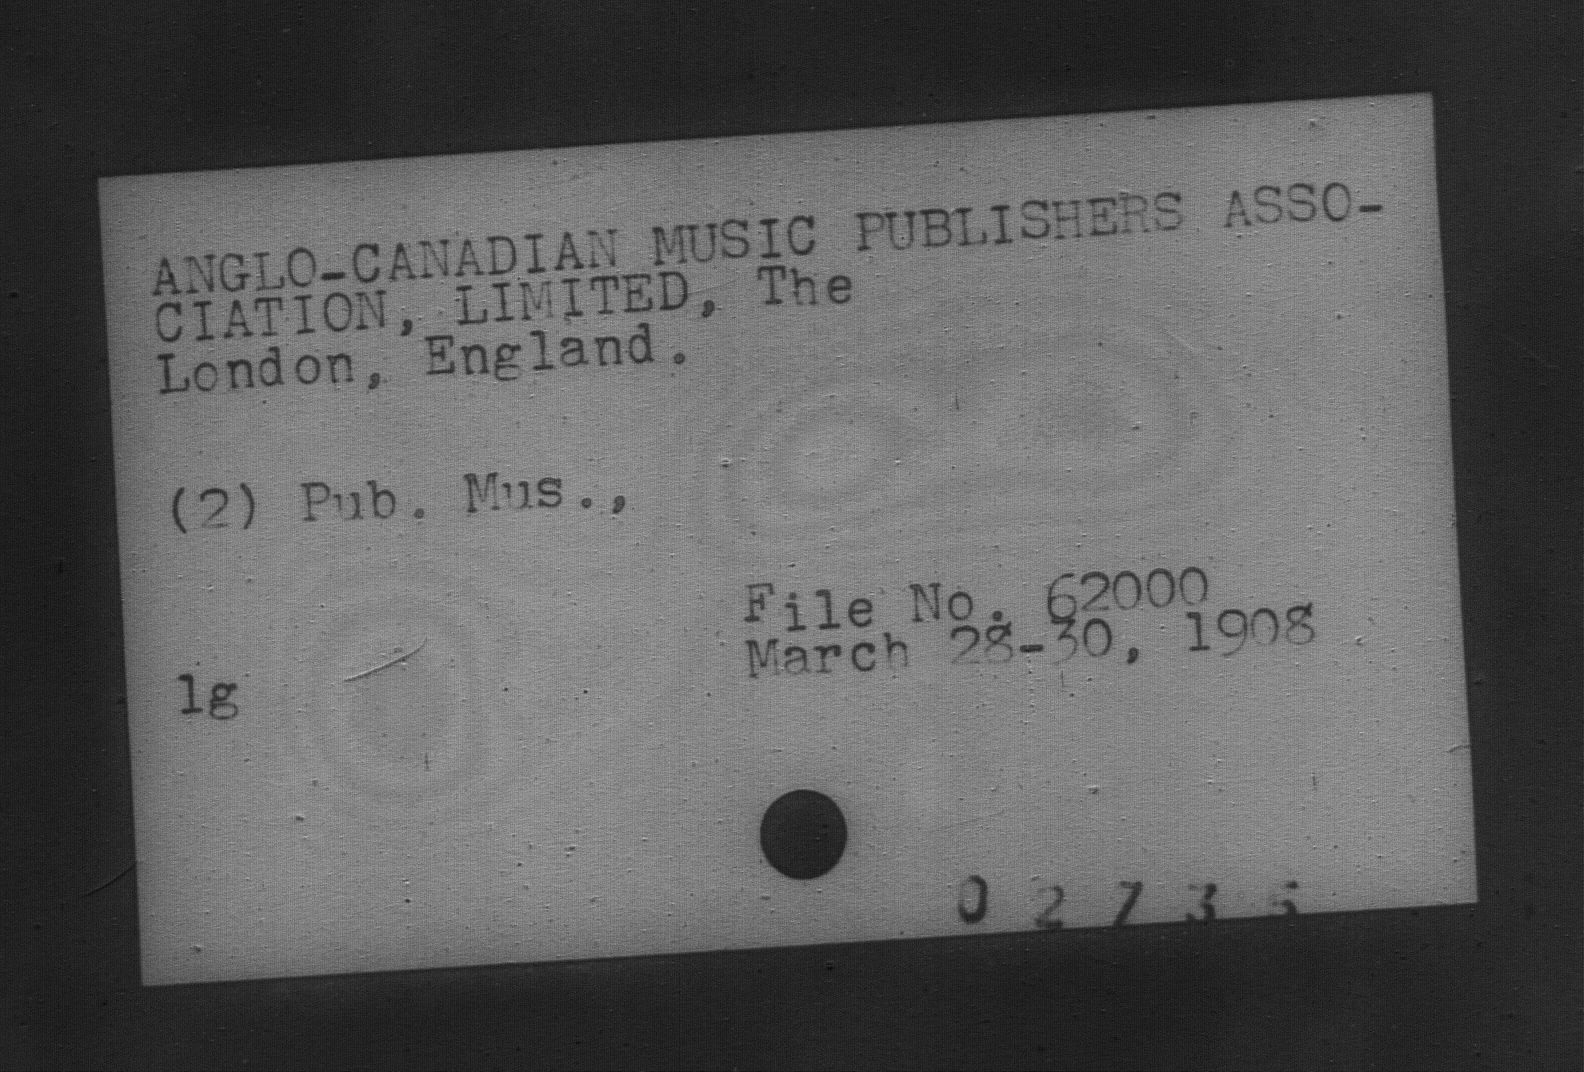 ANGLO-CANADIAN MUSIC PUBLISHERS ASSO-
CIATION, LIMITED, The
London, England.
(2) Pub. Mus.,
File No. 62000
March 28-30, 1908
lg
0 2 7 3 5